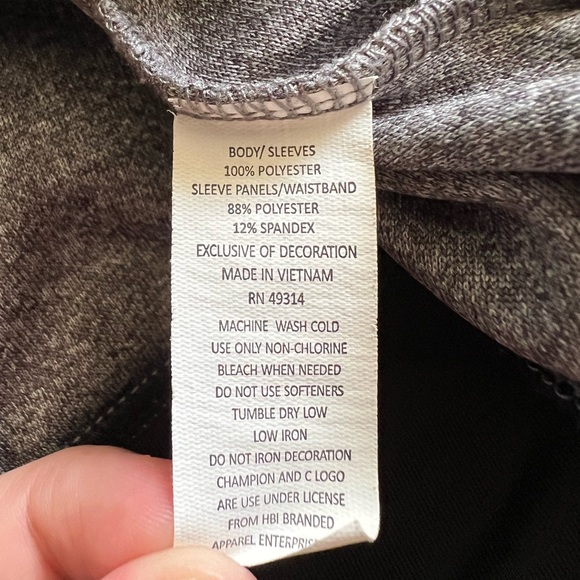 BODY/ SLEEVES
100% POLYESTER
SLEEVE PANELS/WAISTBAND
88% POLYESTER
12% SPANDEX
EXCLUSIVE OF DECORATION
MADE IN VIETNAM
RN 49314
MACHINE WASH COLD
USE ONLY NON-CHLORINE
BLEACH WHEN NEEDED
DO NOT USE SOFTENERS
TUMBLE DRY LOW
LOW IRON
DO NOT IRON DECORATION
CHAMPION AND C LOGO
ARE USE UNDER LICENSE
FROM HBI BRANDED
APPAREL